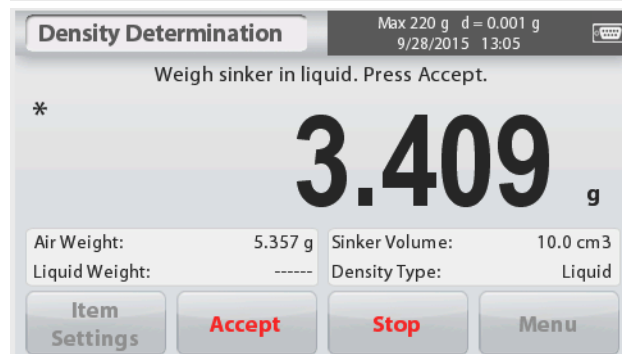 Density Determination
Max 220 g d = 0.001 g
9/28/2015 13:05
Weigh sinker in liquid. Press Accept.
*
3.409 g
Air Weight: 5.357 g Sinker Volume: 10.0 cm3
Liquid Weight: ------ Density Type: Liquid
Item
Settings
Accept
Stop
Menu